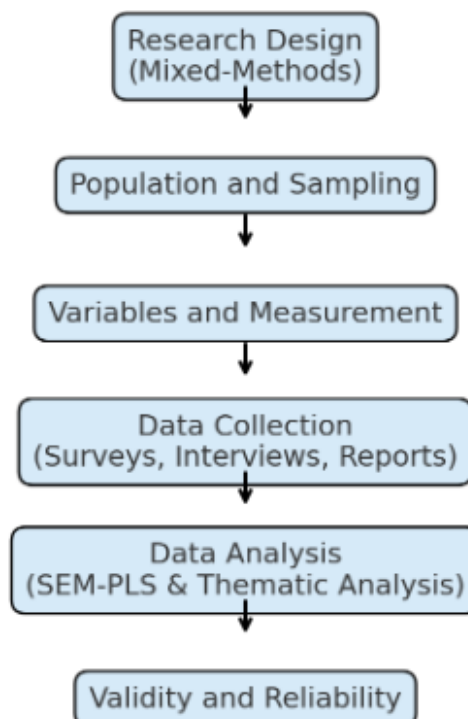 Research Design
(Mixed-Methods)
Population and Sampling
Variables and Measurement
Data Collection
(Surveys, Interviews, Reports)
Data Analysis
(SEM-PLS & Thematic Analysis)
Validity and Reliability